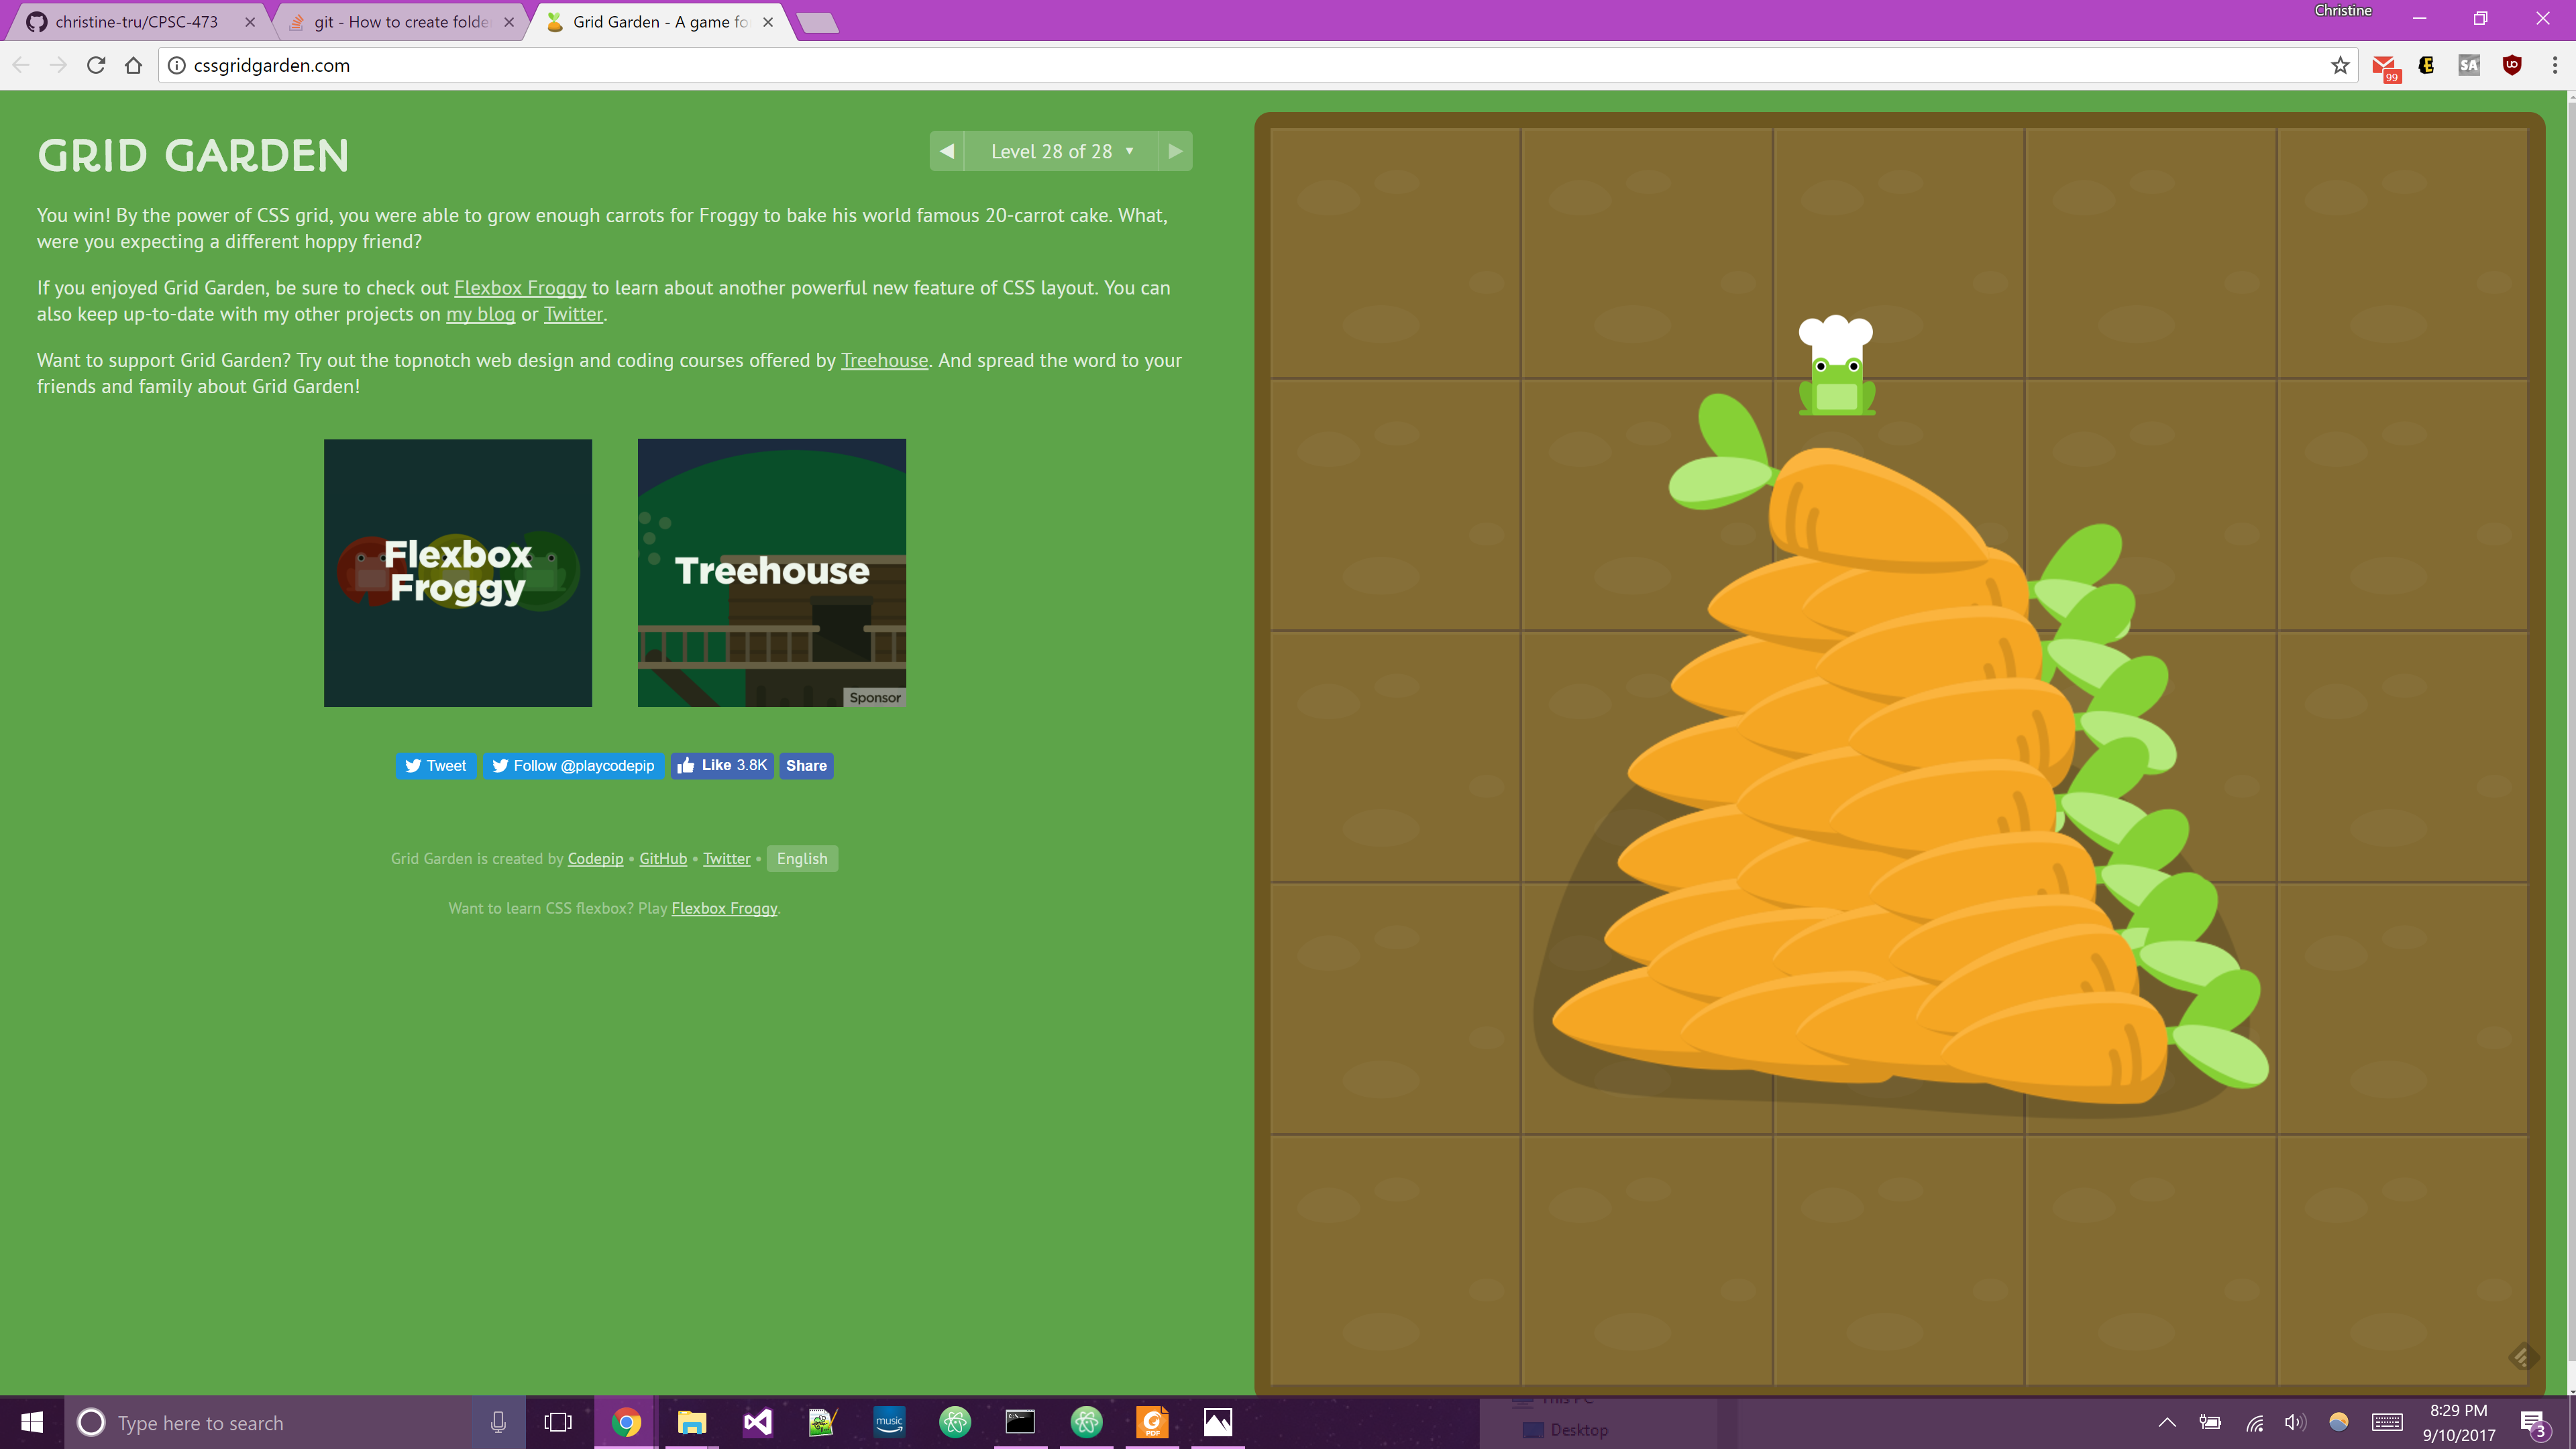 christine-tru/CPSC-473
git - How to create folde
Grid Garden - A game fo
Christine
cssgridgarden.com
99
E
SA
UD
GRID GARDEN
Level 28 of 28
You win! By the power of CSS grid, you were able to grow enough carrots for Froggy to bake his world famous 20-carrot cake. What,
were you expecting a different hoppy friend?
If you enjoyed Grid Garden, be sure to check out Flexbox Froggy to learn about another powerful new feature of CSS layout. You can
also keep up-to-date with my other projects on my blog or Twitter.
Want to support Grid Garden? Try out the topnotch web design and coding courses offered by Treehouse. And spread the word to your
friends and family about Grid Garden!
Flexbox
Froggy
Treehouse
Sponsor
Tweet
Follow @playcodepip
Like 3.8K
Share
Grid Garden is created by Codepip • GitHub • Twitter • English
Want to learn CSS flexbox? Play Flexbox Froggy.
Type here to search
music
PDF
This PC
Desktop
8:29 PM
9/10/2017
3